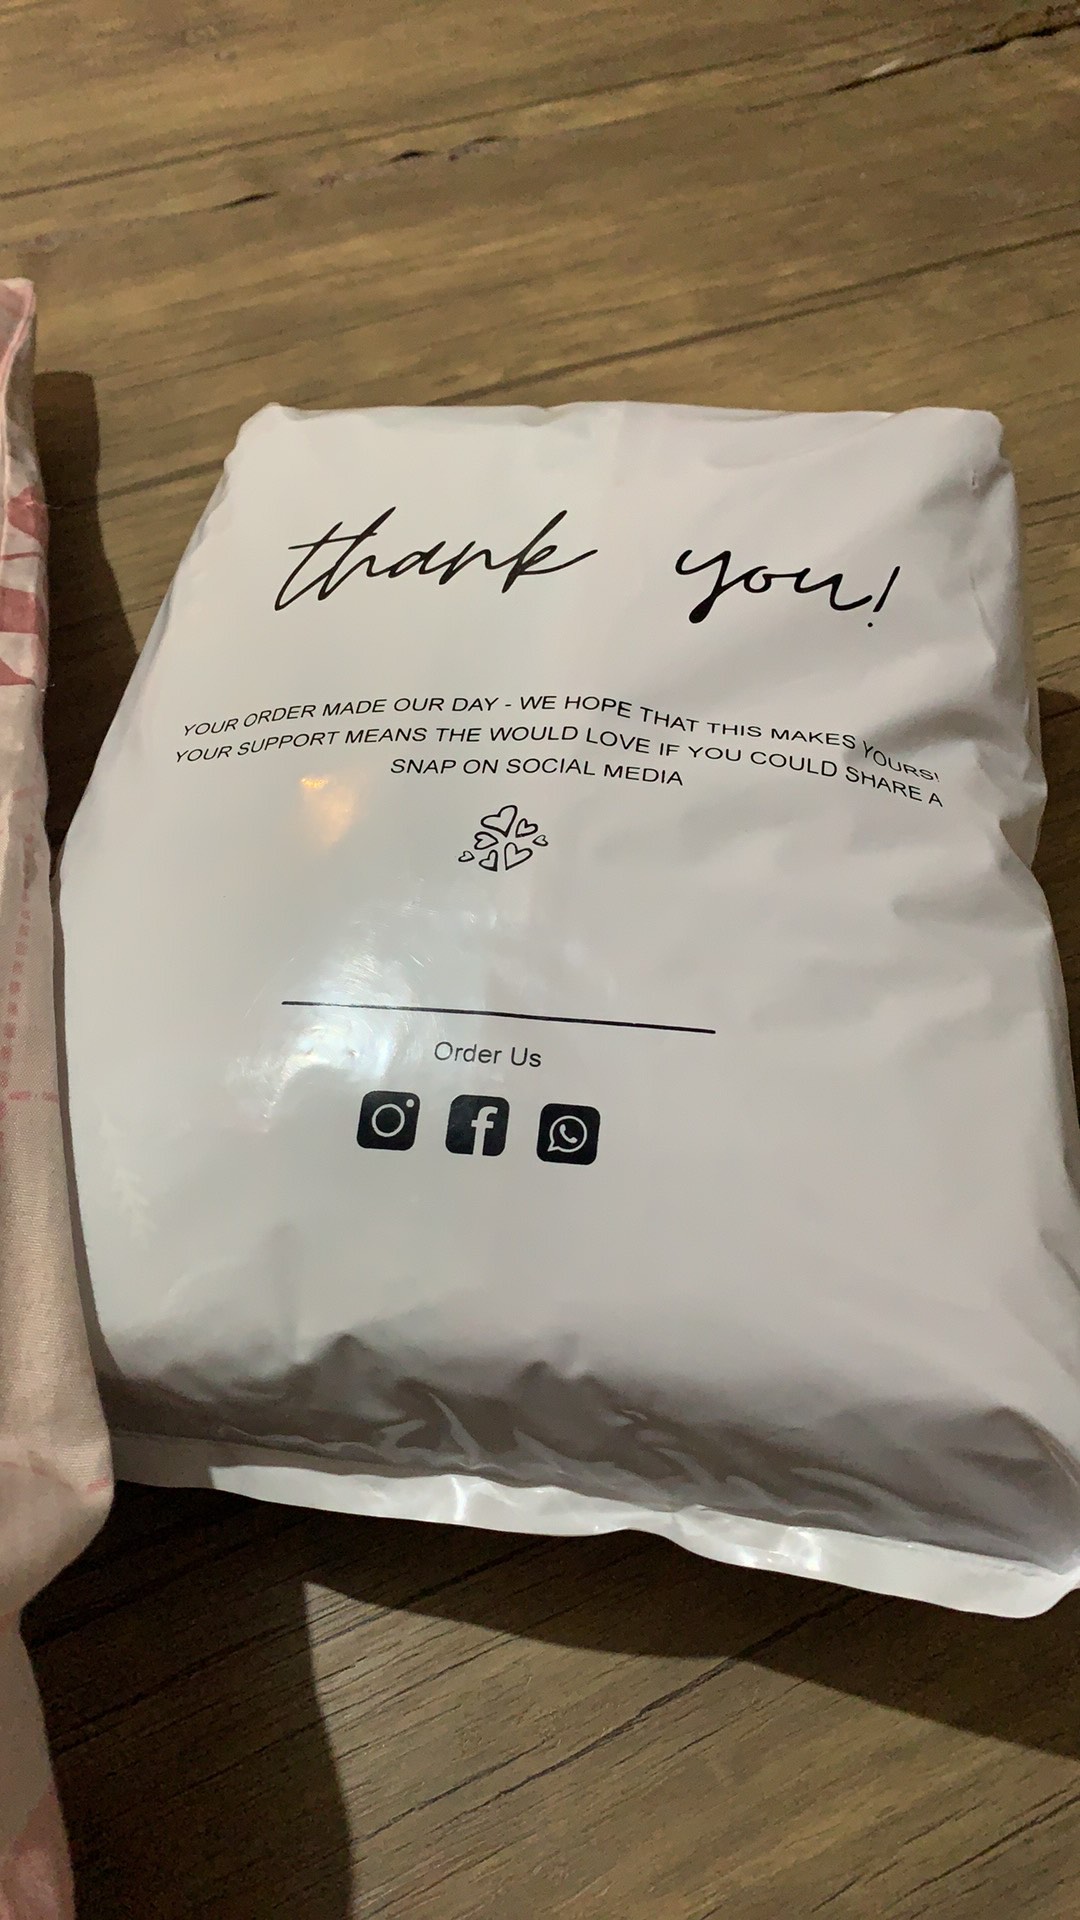 thank you!
YOUR ORDER MADE OUR DAY - WE HOPE THAT THIS MAKES YOURS!
YOUR SUPPORT MEANS THE WOULD LOVE IF YOU COULD SHARE A
SNAP ON SOCIAL MEDIA
Order Us